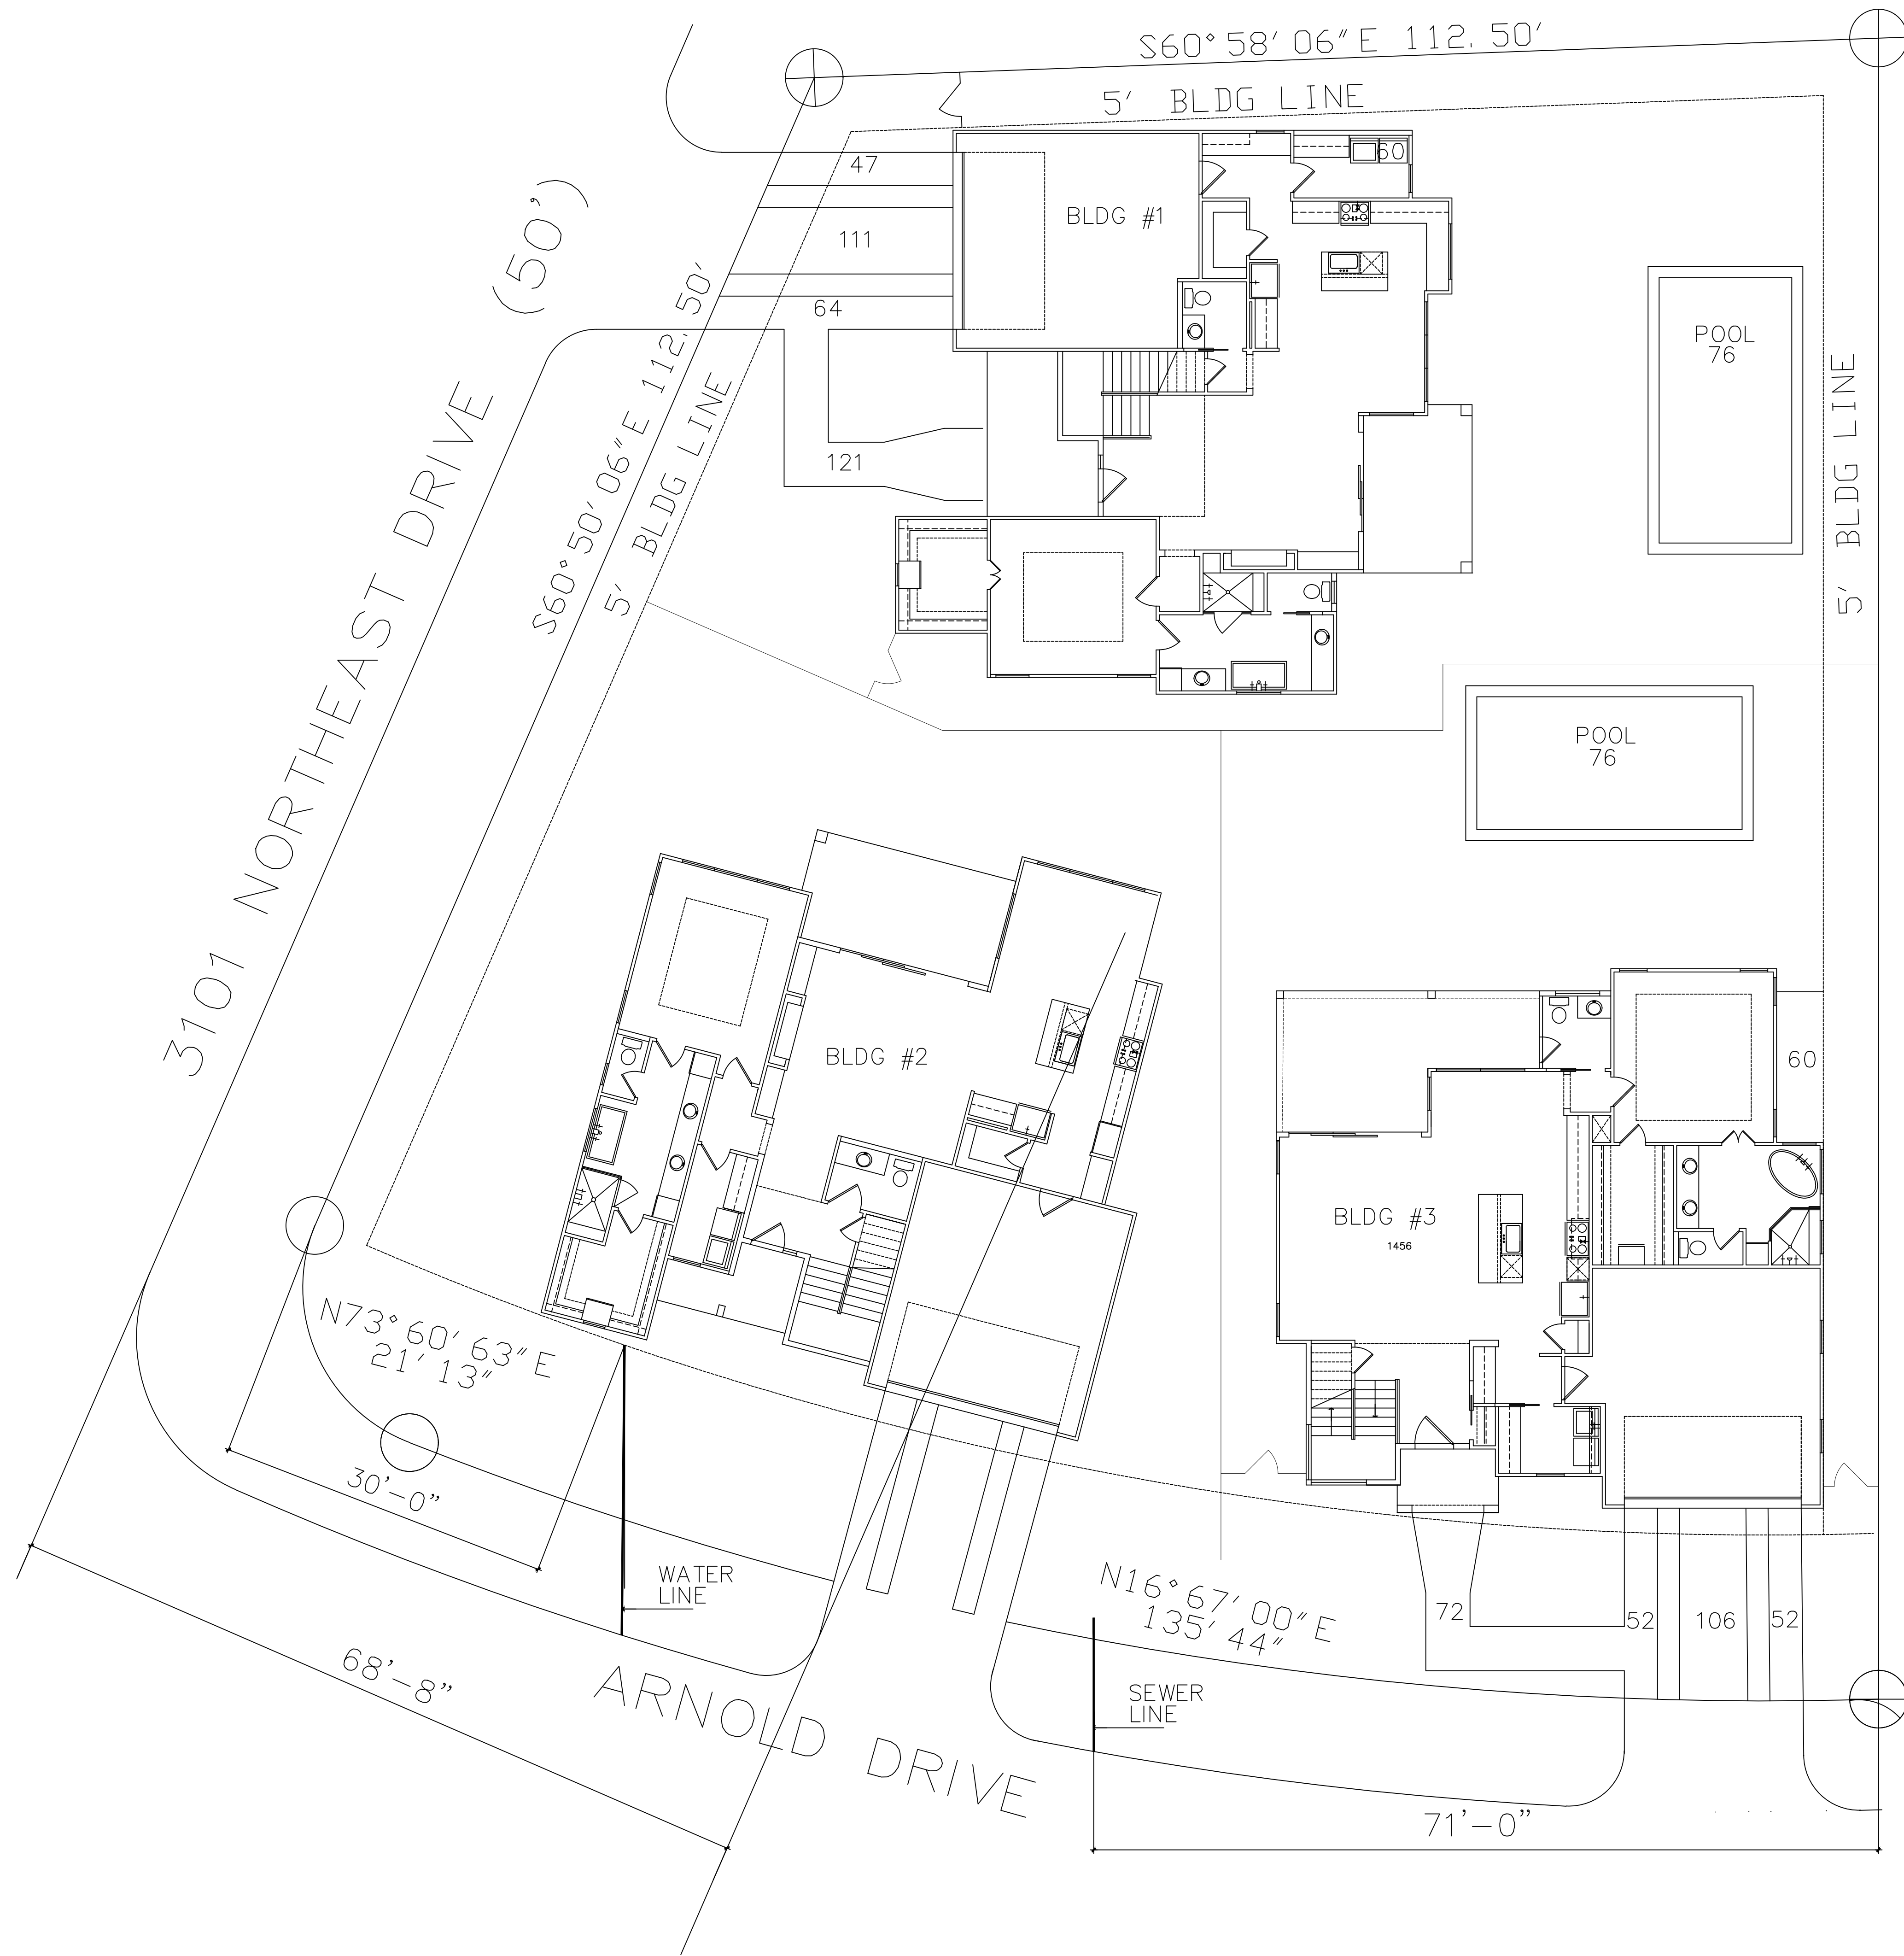 S60°58'06"E 112.50'
5' BLDG LINE
47
60
BLDG #1
111
64
3101 NORTHEAST DRIVE (50')
S60°50'06"E 112.50'
5' BLDG LINE
POOL
76
5' BLDG LINE
121
POOL
76
BLDG #2
60
BLDG #3
1456
N73°60'63"E
21'13"
30'-0"
WATER
LINE
N16°67'00"E
135'44"
72
52
106
52
68'-8"
ARNOLD DRIVE
SEWER
LINE
71'-0"